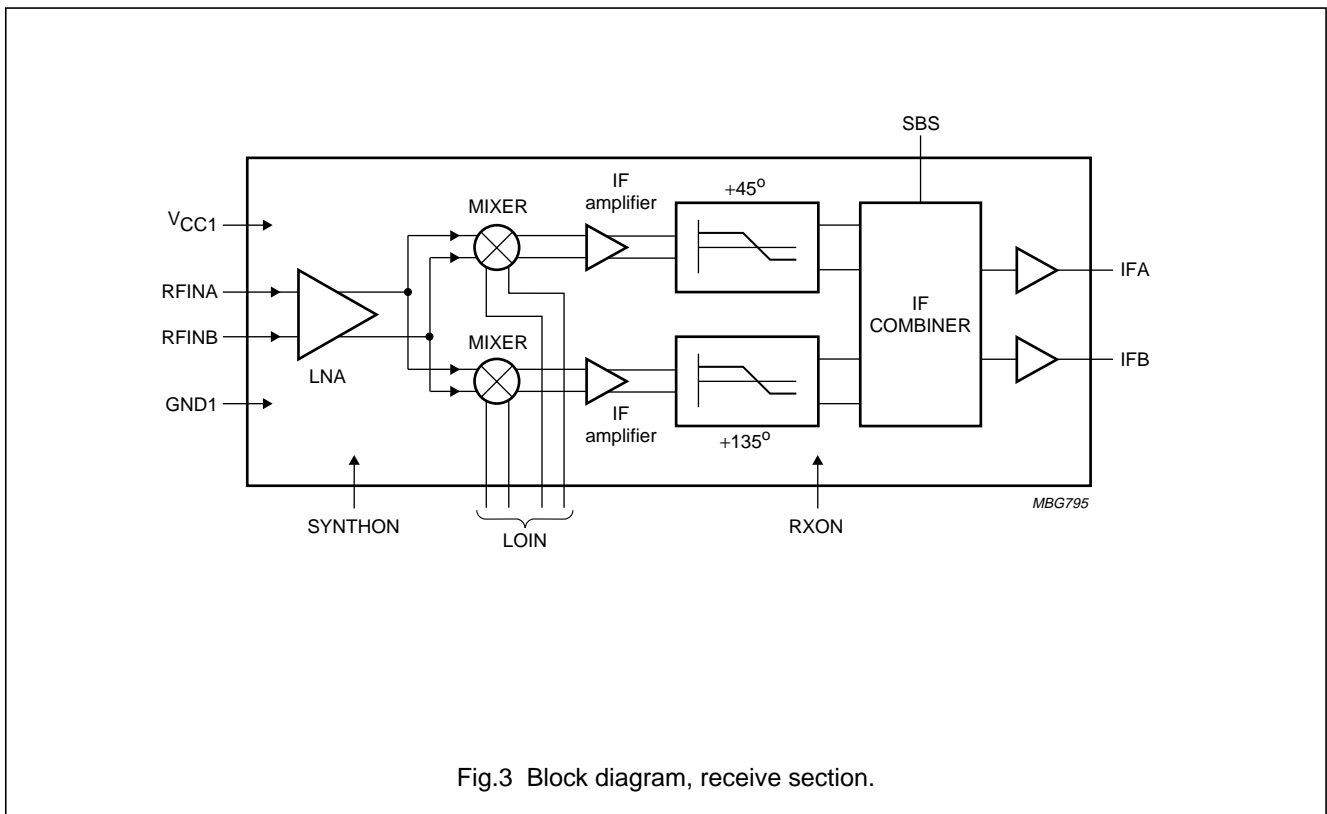 SBS
IF
amplifier
+45°
MIXER
VCC1
RFINA
RFINB
LNA
GND1
MIXER
IF
amplifier
+135°
IF
COMBINER
IFA
IFB
MBG795
SYNTHON
LOIN
RXON
Fig.3 Block diagram, receive section.